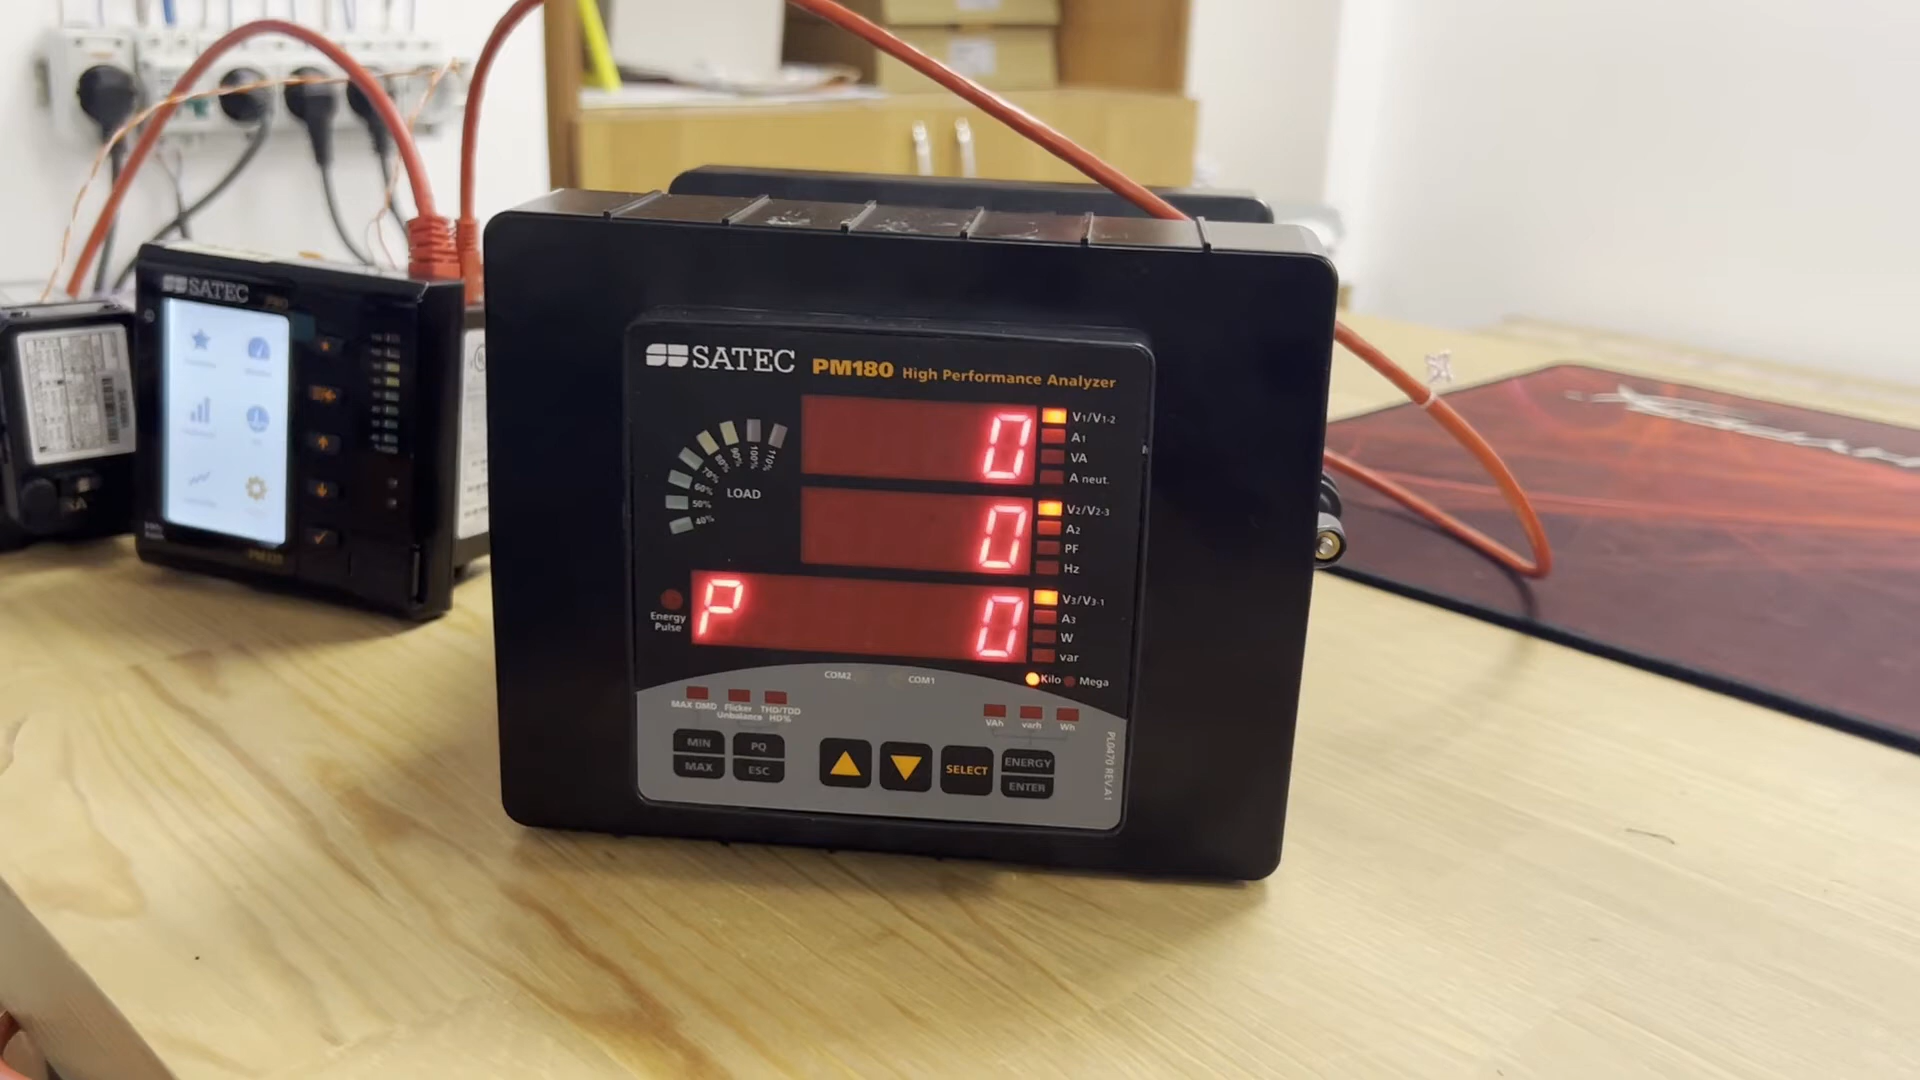 SATEC PRO
SATEC PM180 High Performance Analyzer
0
V1/V1-2
A1
VA
A neut.
110%
100%
90%
80%
70%
60%
50%
40%
LOAD
0
V2/V2-3
A2
PF
Hz
Energy
Pulse
P 0
V3/V3-1
A3
W
var
Kilo Mega
COM2 COM1
MAX DMD
Flicker
Unbalance
THD/TDD
HD%
VAh varh Wh
MIN
MAX
PQ
ESC
SELECT
ENERGY
ENTER
PL0470 REV.A1